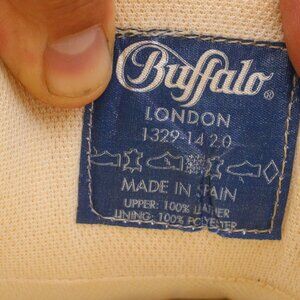 Buffalo®
LONDON
1329-14 2.0
MADE IN SPAIN
UPPER: 100% LEATHER
LINING: 100% POLYESTER